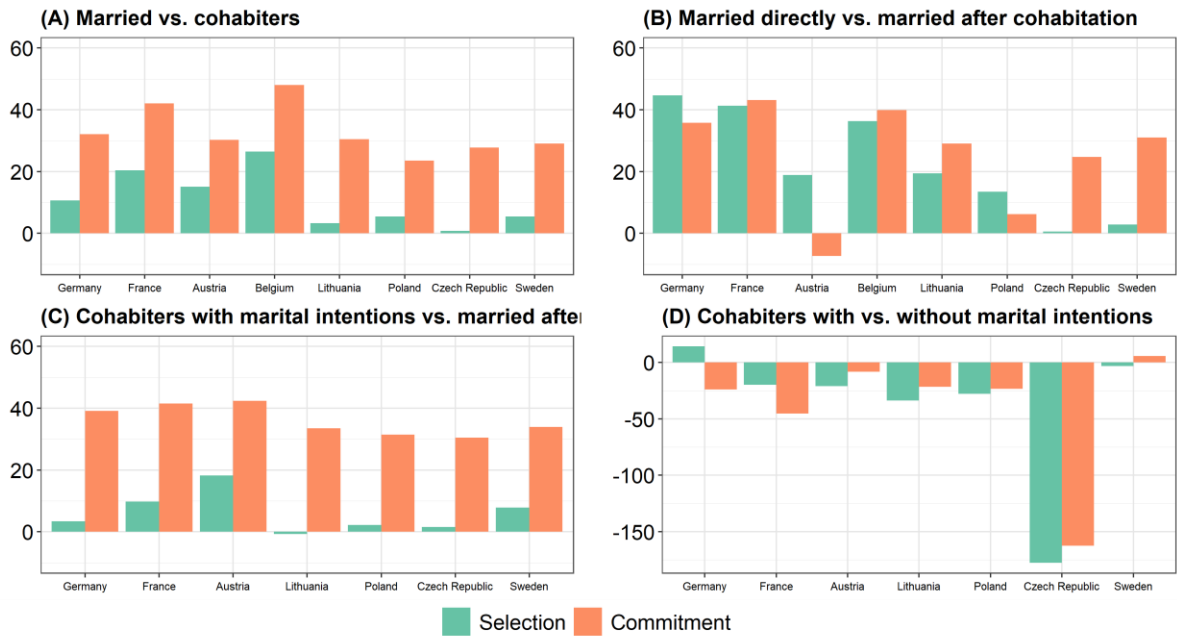 (A) Married vs. cohabiters
60
40
20
0
Germany France Austria Belgium Lithuania Poland Czech Republic Sweden
(B) Married directly vs. married after cohabitation
60
40
20
0
Germany France Austria Belgium Lithuania Poland Czech Republic Sweden
(C) Cohabiters with marital intentions vs. married after
60
40
20
0
Germany France Austria Lithuania Poland Czech Republic Sweden
(D) Cohabiters with vs. without marital intentions
0
-50
-100
-150
Germany France Austria Lithuania Poland Czech Republic Sweden
Selection Commitment